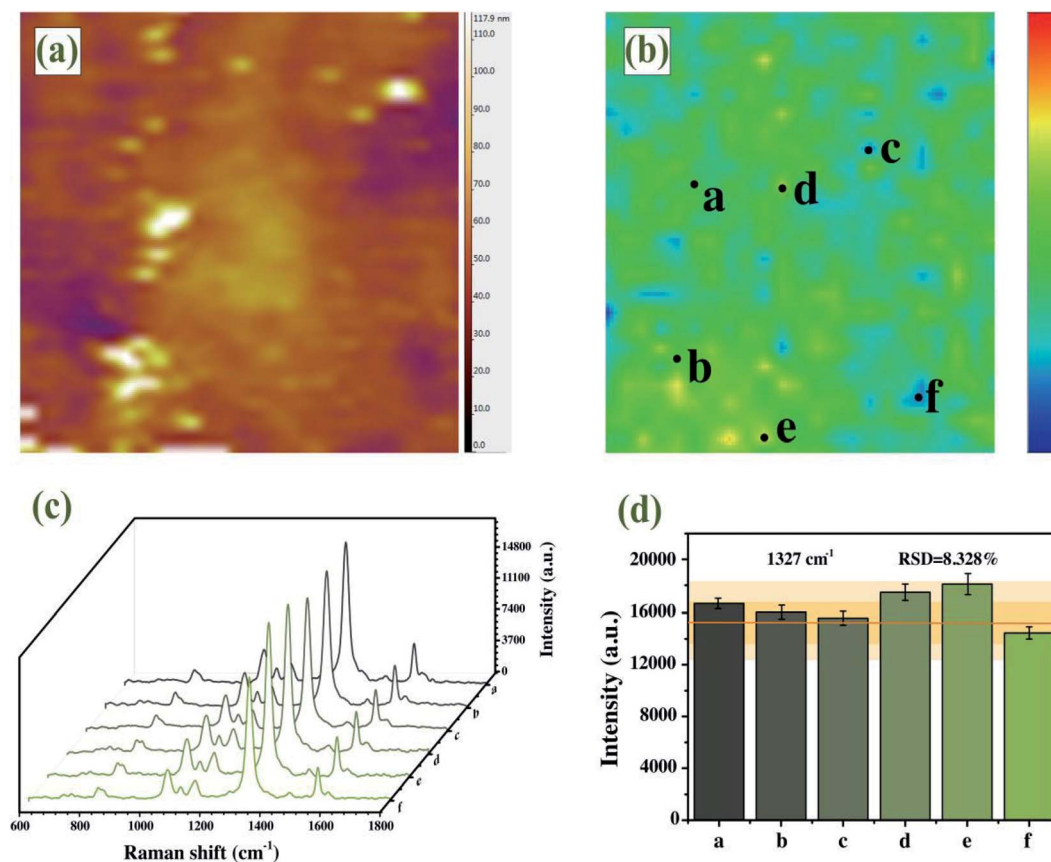 (a)
117.9 nm
110.0
100.0
90.0
80.0
70.0
60.0
50.0
40.0
30.0
20.0
10.0
0.0
(b)
c
a
d
b
f
e
(c)
14800
11100
7400
3700
0
Intensity (a.u.)
a
b
c
d
e
f
600
800
1000
1200
1400
1600
1800
Raman shift (cm-1)
(d)
1327 cm-1
RSD=8.328%
20000
16000
12000
8000
4000
0
Intensity (a.u.)
a
b
c
d
e
f